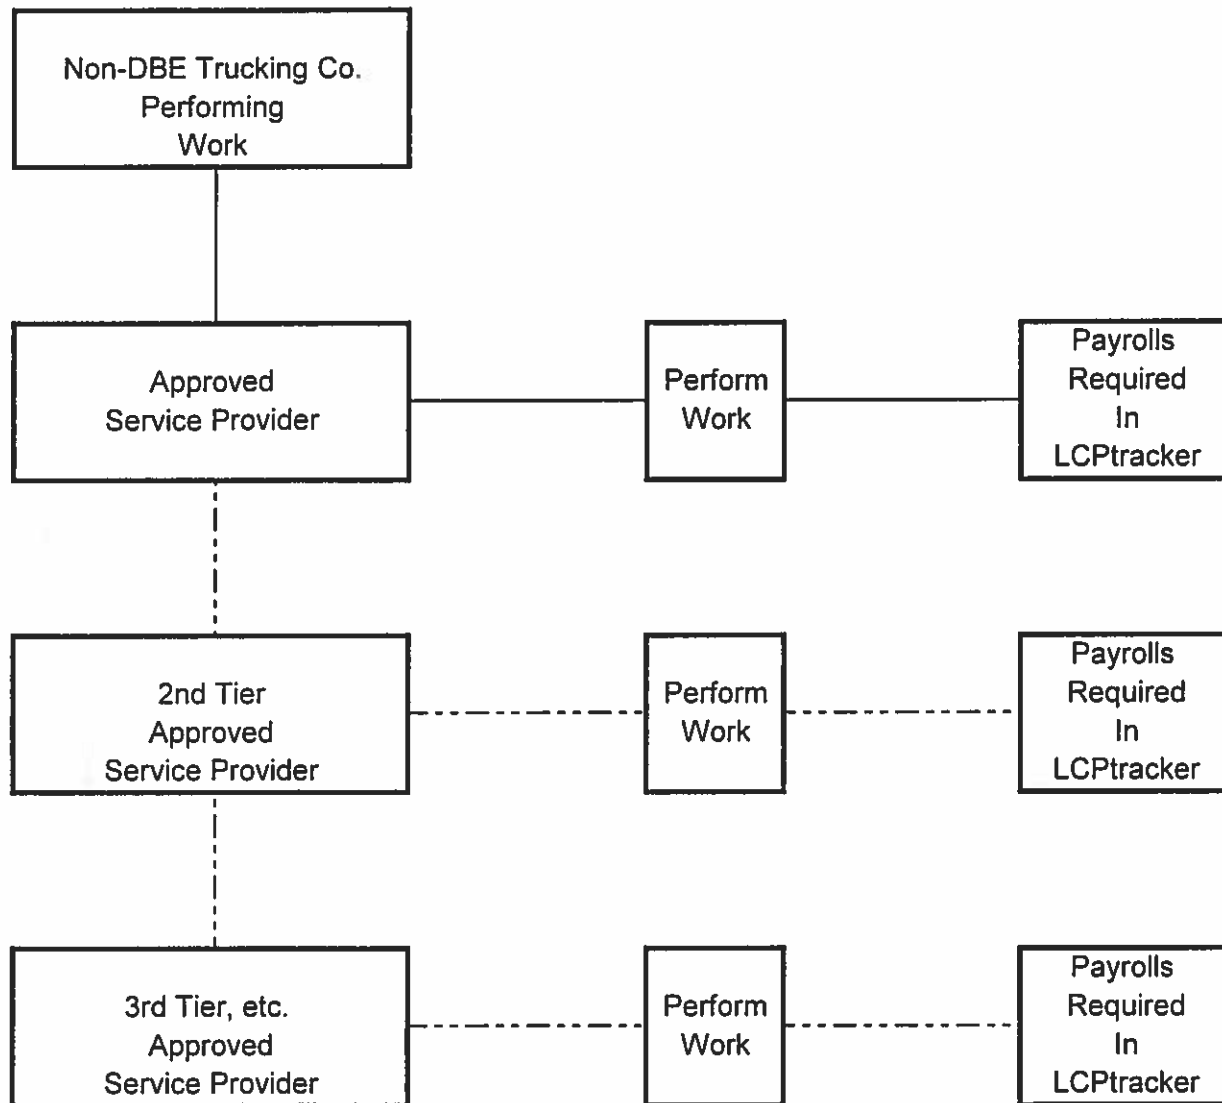 Non-DBE Trucking Co.
Performing
Work
Approved
Service Provider
Perform
Work
Payrolls
Required
In
LCPtracker
2nd Tier
Approved
Service Provider
Perform
Work
Payrolls
Required
In
LCPtracker
3rd Tier, etc.
Approved
Service Provider
Perform
Work
Payrolls
Required
In
LCPtracker